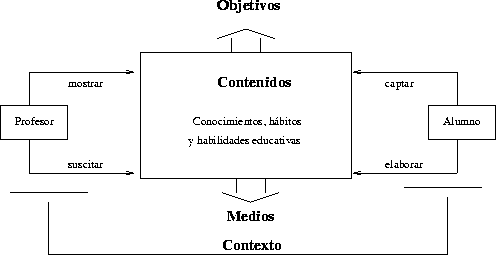 Objetivos
mostrar
Contenidos
captar
Profesor
Conocimientos, hábitos
y habilidades educativas
Alumno
suscitar
elaborar
Medios
Contexto